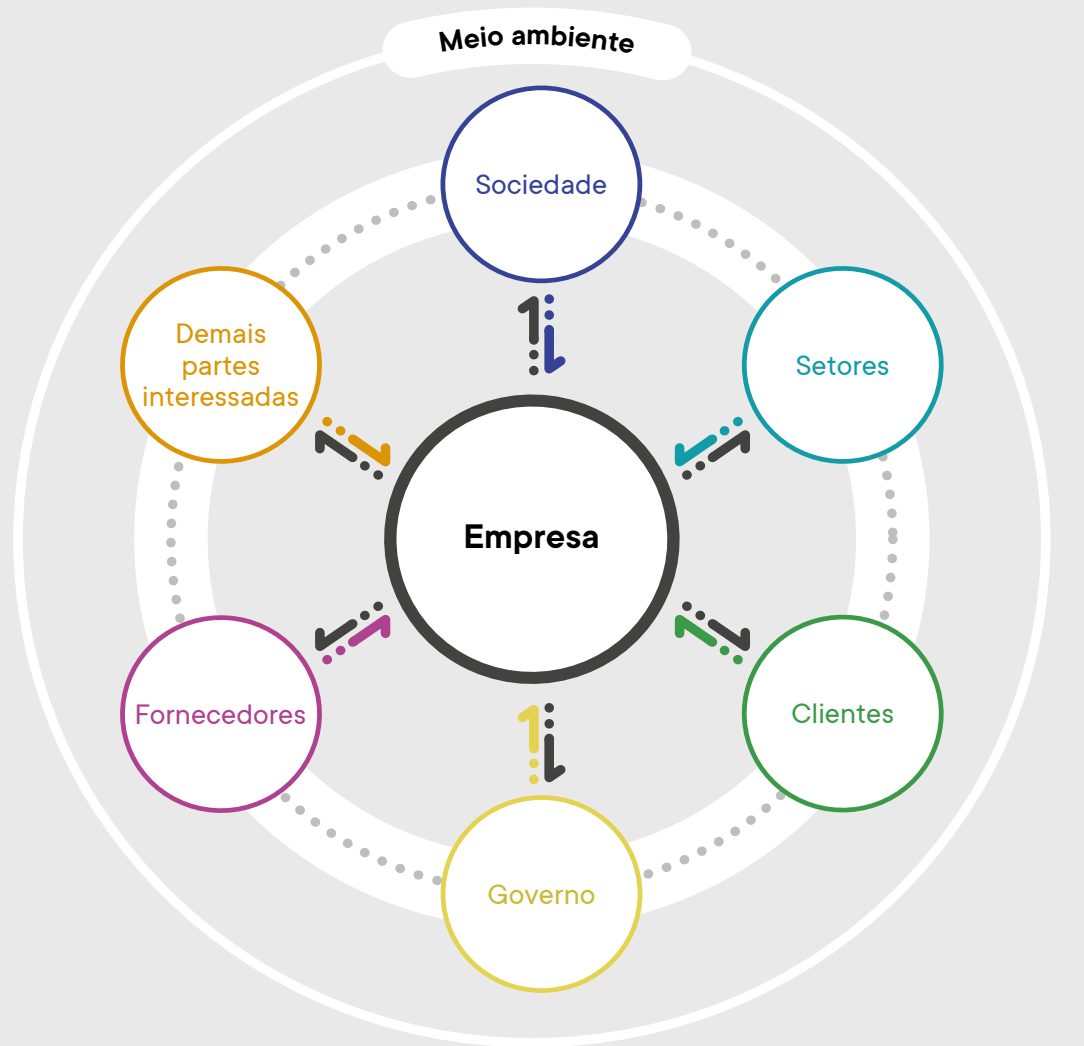 Meio ambiente
Sociedade
Demais
partes
interessadas
Setores
Empresa
Fornecedores
Clientes
Governo